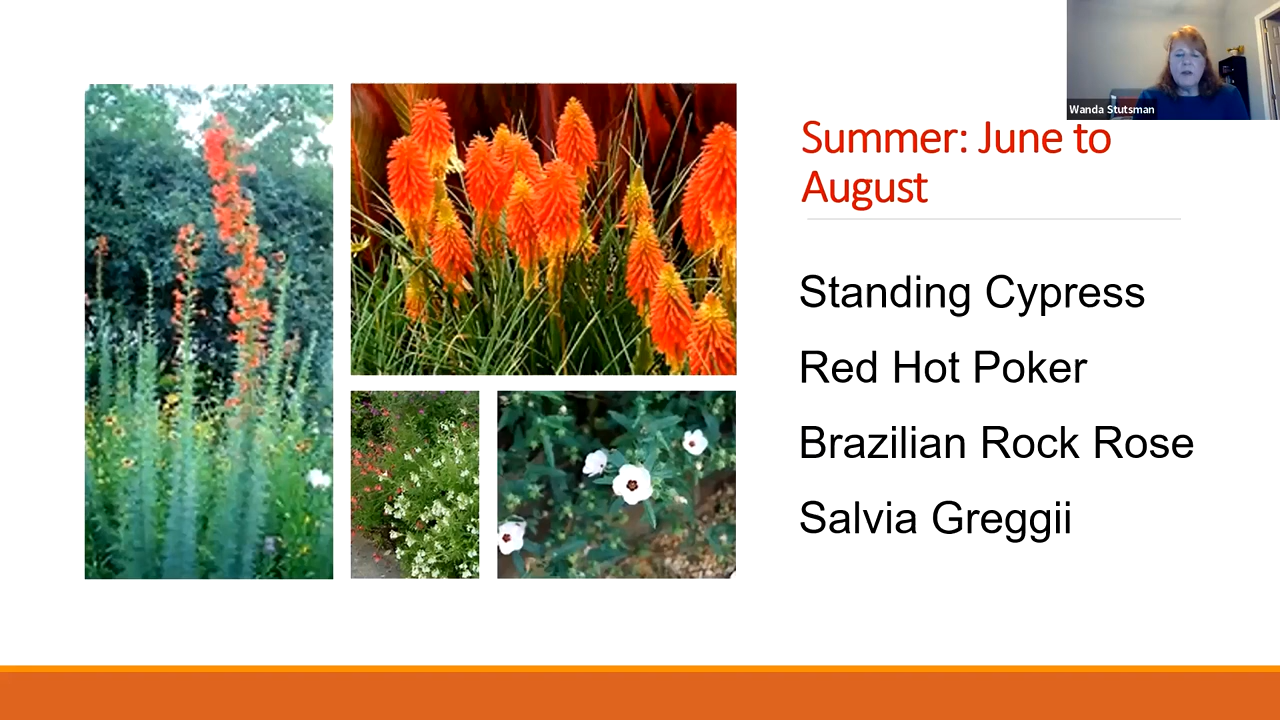 Wanda Stutsman
Summer: June to
August
Standing Cypress
Red Hot Poker
Brazilian Rock Rose
Salvia Greggii